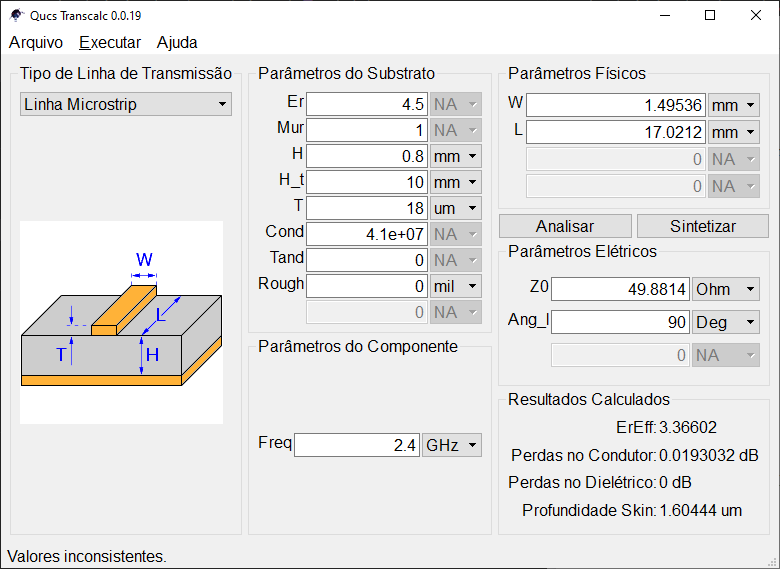 Qucs Transcalc 0.0.19
Arquivo Executar Ajuda
Tipo de Linha de Transmissão
Linha Microstrip
W
L
T
H
Parâmetros do Substrato
Er 4.5 NA
Mur 1 NA
H 0.8 mm
H_t 10 mm
T 18 um
Cond 4.1e+07 NA
Tand 0 NA
Rough 0 mil
0 NA
Parâmetros do Componente
Freq 2.4 GHz
Parâmetros Físicos
W 1.49536 mm
L 17.0212 mm
0 NA
0 NA
Analisar Sintetizar
Parâmetros Elétricos
Z0 49.8814 Ohm
Ang_l 90 Deg
0 NA
Resultados Calculados
ErEff: 3.36602
Perdas no Condutor: 0.0193032 dB
Perdas no Dielétrico: 0 dB
Profundidade Skin: 1.60444 um
Valores inconsistentes.